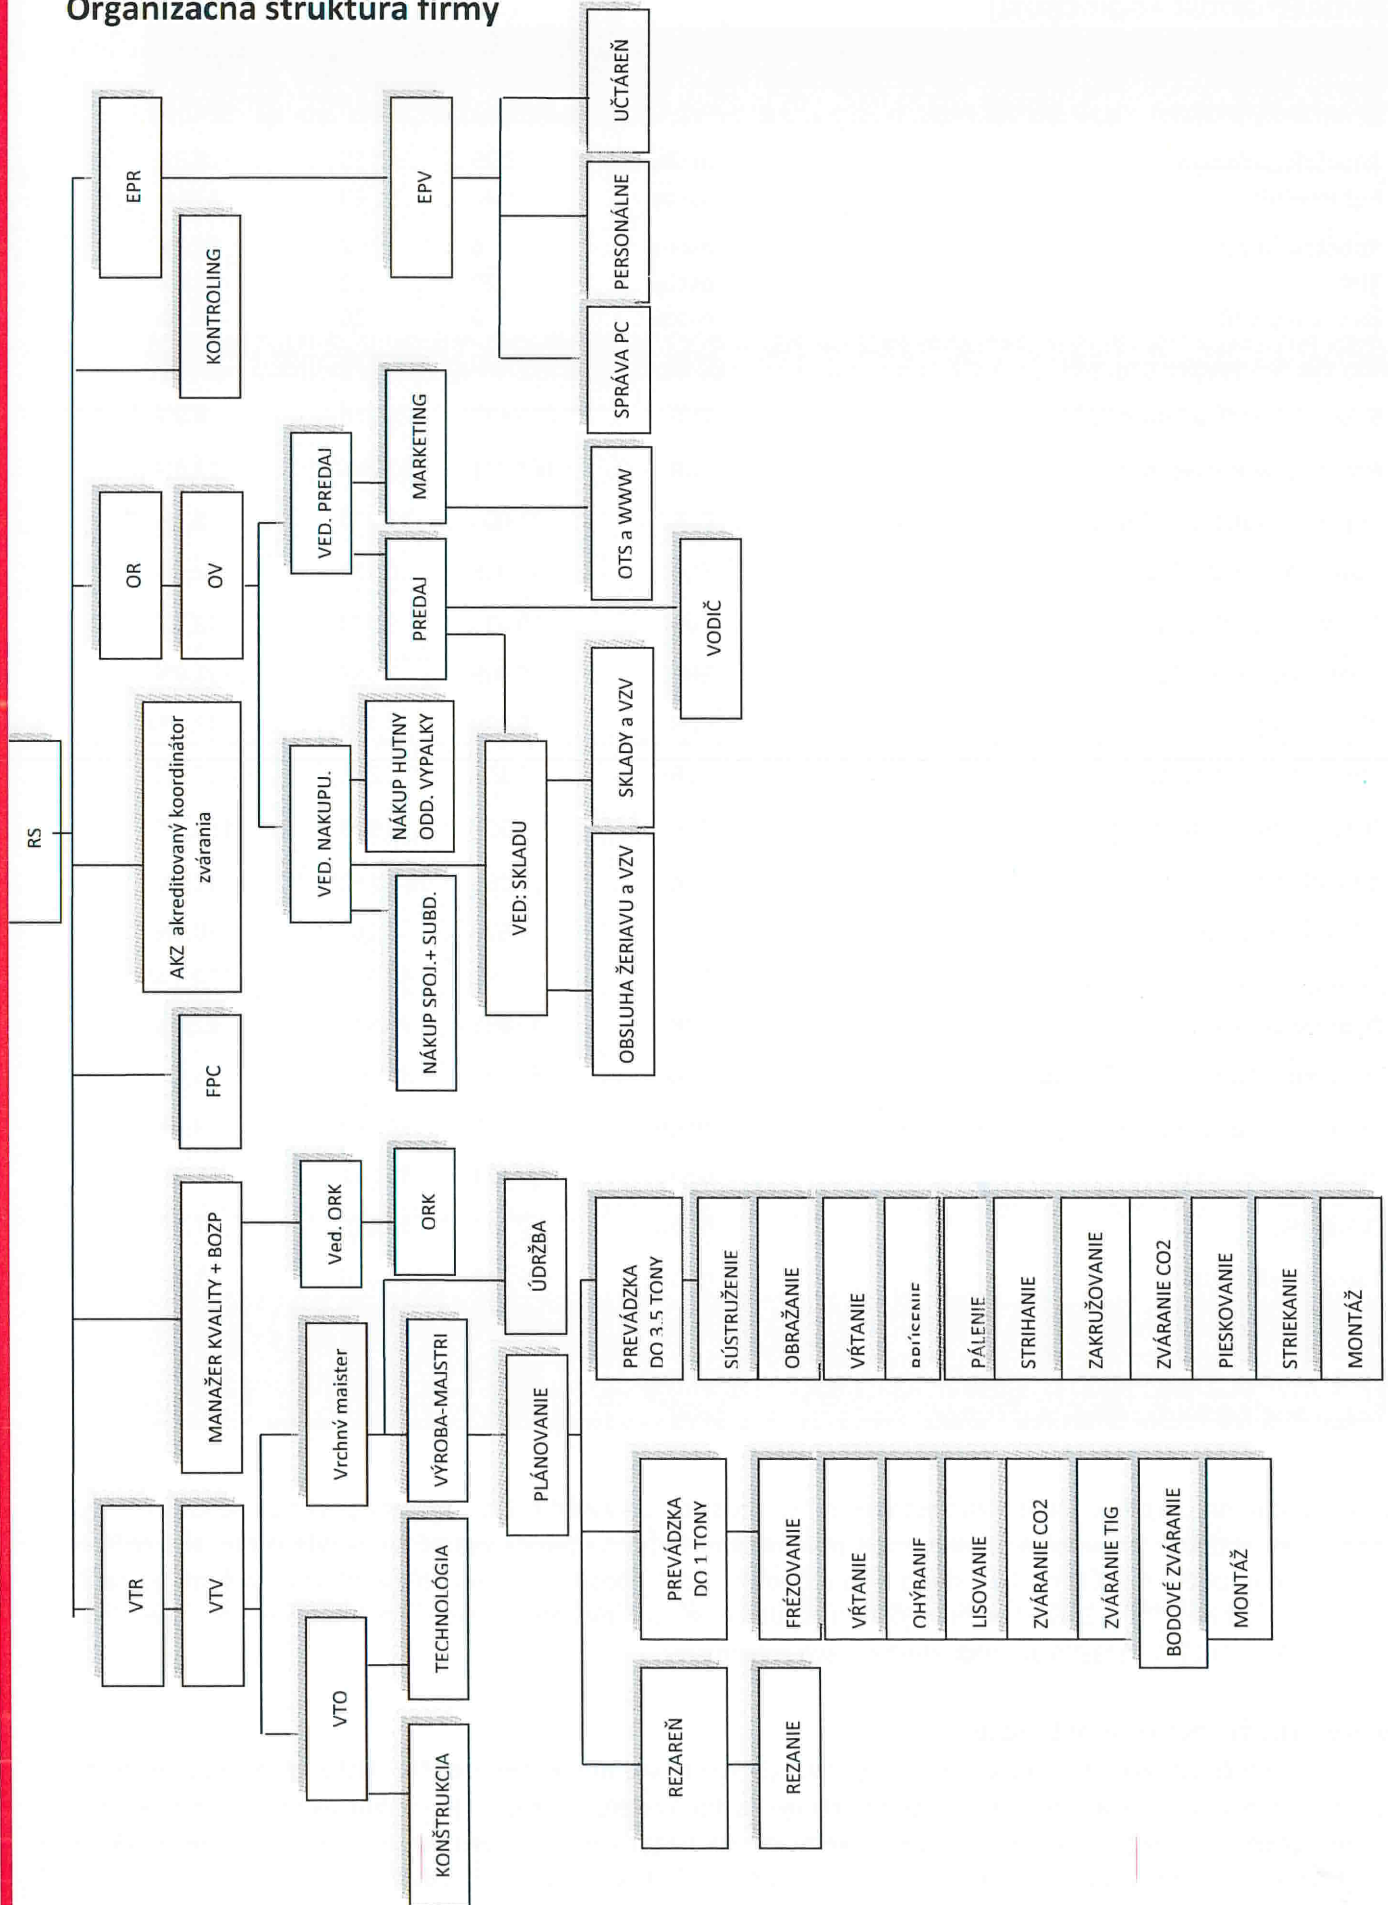 Organizačná štruktúra firmy
RS
VTR
VTV
MANAŽER KVALITY + BOZP
FPC
AKZ akreditovaný koordinátor
zvárania
OR
OV
KONTROLING
EPR
VTO
Vrchný maister
Ved. ORK
ORK
VED. NAKUPU.
VED. PREDAJ
EPV
KONŠTRUKCIA
TECHNOLÓGIA
VÝROBA-MAJSTRI
NÁKUP SPOJ.+ SUBD.
NÁKUP HUTNY
ODD. VYPALKY
PREDAJ
MARKETING
PLÁNOVANIE
ÚDRŽBA
VED: SKLADU
OBSLUHA ŽERIAVU a VZV
SKLADY a VZV
OTS a WWW
SPRÁVA PC
PERSONÁLNE
UČTÁREŇ
VODIČ
REZAREŇ
REZANIE
PREVÁDZKA
DO 1 TONY
FRÉZOVANIE
VŔTANIE
LISOVANIE
ZVÁRANIE CO2
ZVÁRANIE TIG
BODOVÉ ZVÁRANIE
MONTÁŽ
PREVÁDZKA
DO 3.5 TONY
SÚSTRUŽENIE
OBRAŽANIE
VŔTANIE
PÁLENIE
STRIHANIE
ZAKRUŽOVANIE
ZVÁRANIE CO2
PIESKOVANIE
STRIEKANIE
MONTÁŽ